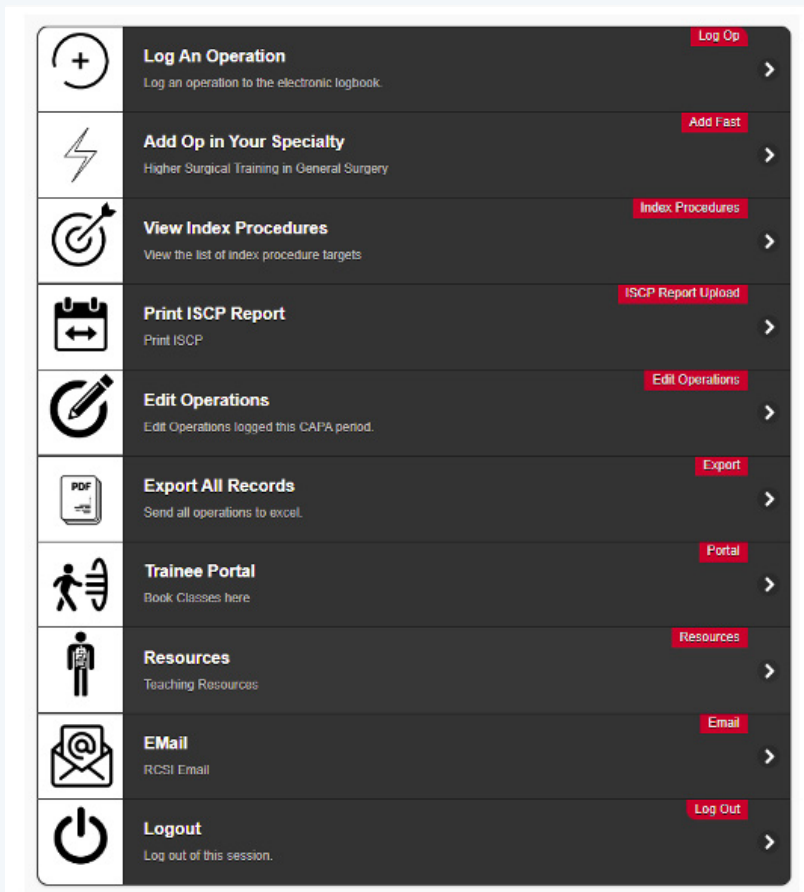 Log Op
Log An Operation
Log an operation to the electronic logbook.
Add Fast
Add Op in Your Specialty
Higher Surgical Training in General Surgery
Index Procedures
View Index Procedures
View the list of index procedure targets
ISCP Report Upload
Print ISCP Report
Print ISCP
Edit Operations
Edit Operations
Edit Operations logged this CAPA period.
Export
PDF
Export All Records
Send all operations to excel.
Portal
Trainee Portal
Book Classes here
Resources
Resources
Teaching Resources
Email
EMail
RCSI Email
Log Out
Logout
Log out of this session.